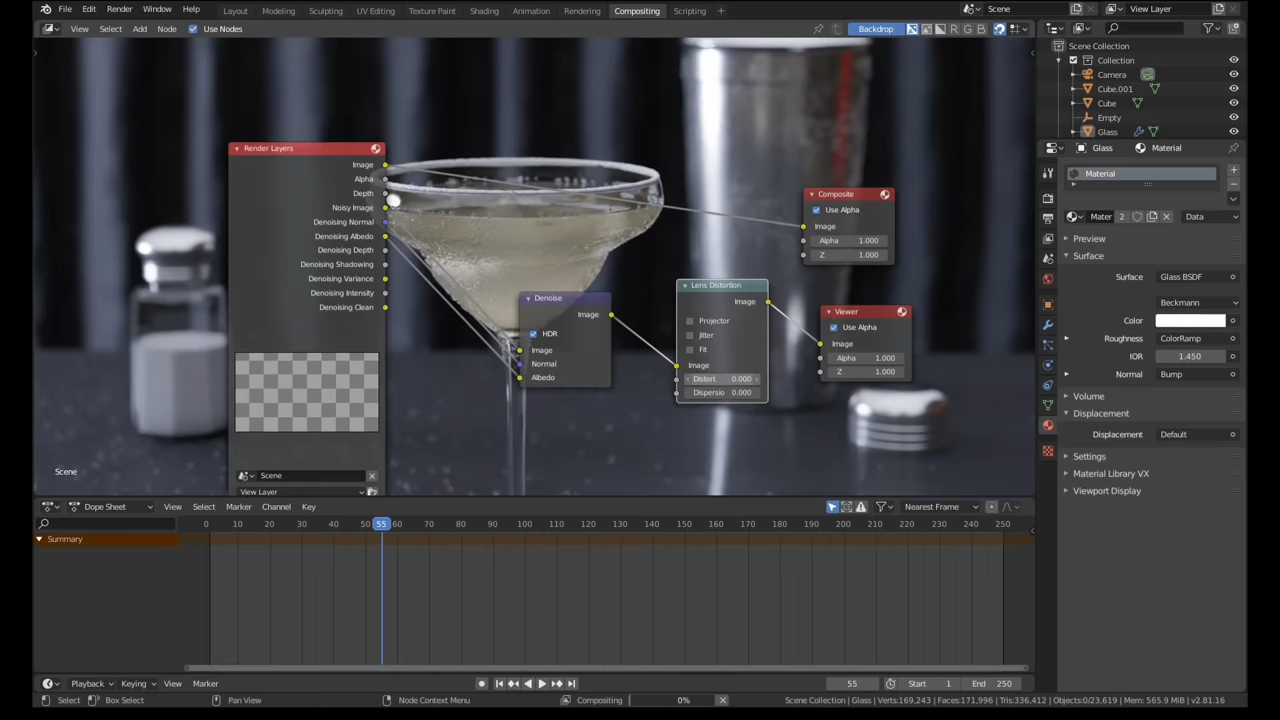 File Edit Render Window Help Layout Modeling Sculpting UV Editing Texture Paint Shading Animation Rendering Compositing Scripting + Scene View Layer
View Select Add Node Use Nodes Backdrop R G B
Scene Collection
Collection
Camera
Cube.001
Cube
Empty
Glass
Render Layers
Image
Alpha
Depth
Noisy Image
Denoising Normal
Denoising Albedo
Denoising Depth
Denoising Shadowing
Denoising Variance
Denoising Intensity
Denoising Clean
Scene
View Layer
Denoise
Image
HDR
Image
Normal
Albedo
Lens Distortion
Image
Projector
Jitter
Fit
Image
Distort 0.000
Dispersio 0.000
Composite
Use Alpha
Image
Alpha 1.000
Z 1.000
Viewer
Use Alpha
Image
Alpha 1.000
Z 1.000
Scene
Glass Material
Material
Mater 2 Data
Preview
Surface
Surface Glass BSDF
Beckmann
Color
Roughness ColorRamp
IOR 1.450
Normal Bump
Volume
Displacement
Displacement Default
Settings
Material Library VX
Viewport Display
Dope Sheet View Select Marker Channel Key Nearest Frame
0 10 20 30 40 50 55 60 70 80 90 100 110 120 130 140 150 160 170 180 190 200 210 220 230 240 250
Summary
Playback Keying View Marker 55 Start 1 End 250
Select Box Select Pan View Node Context Menu Compositing 0% Scene Collection | Glass | Verts:169,243 | Faces:171,996 | Tris:336,412 | Objects:0/23,619 | Mem: 565.9 MiB | v2.81.16